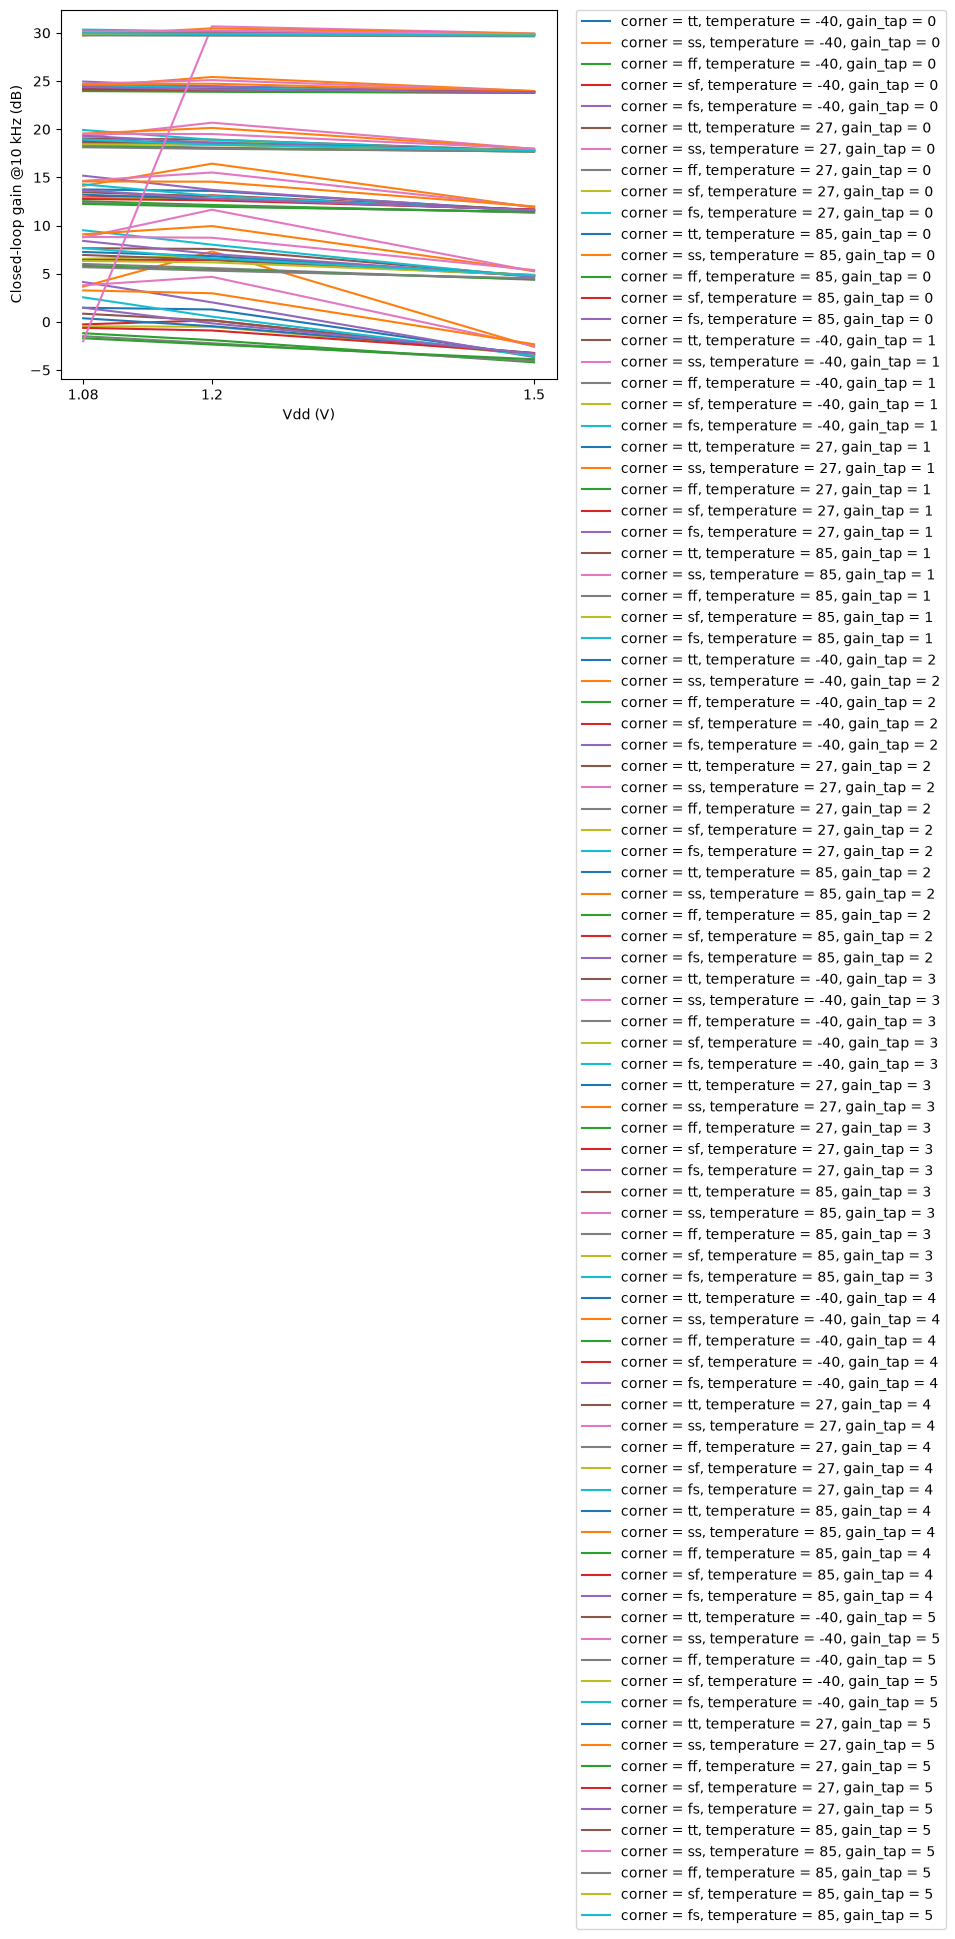 30
25
20
15
10
5
0
−5
Closed-loop gain @10 kHz (dB)
1.08
1.2
1.5
Vdd (V)
corner = tt, temperature = -40, gain_tap = 0
corner = ss, temperature = -40, gain_tap = 0
corner = ff, temperature = -40, gain_tap = 0
corner = sf, temperature = -40, gain_tap = 0
corner = fs, temperature = -40, gain_tap = 0
corner = tt, temperature = 27, gain_tap = 0
corner = ss, temperature = 27, gain_tap = 0
corner = ff, temperature = 27, gain_tap = 0
corner = sf, temperature = 27, gain_tap = 0
corner = fs, temperature = 27, gain_tap = 0
corner = tt, temperature = 85, gain_tap = 0
corner = ss, temperature = 85, gain_tap = 0
corner = ff, temperature = 85, gain_tap = 0
corner = sf, temperature = 85, gain_tap = 0
corner = fs, temperature = 85, gain_tap = 0
corner = tt, temperature = -40, gain_tap = 1
corner = ss, temperature = -40, gain_tap = 1
corner = ff, temperature = -40, gain_tap = 1
corner = sf, temperature = -40, gain_tap = 1
corner = fs, temperature = -40, gain_tap = 1
corner = tt, temperature = 27, gain_tap = 1
corner = ss, temperature = 27, gain_tap = 1
corner = ff, temperature = 27, gain_tap = 1
corner = sf, temperature = 27, gain_tap = 1
corner = fs, temperature = 27, gain_tap = 1
corner = tt, temperature = 85, gain_tap = 1
corner = ss, temperature = 85, gain_tap = 1
corner = ff, temperature = 85, gain_tap = 1
corner = sf, temperature = 85, gain_tap = 1
corner = fs, temperature = 85, gain_tap = 1
corner = tt, temperature = -40, gain_tap = 2
corner = ss, temperature = -40, gain_tap = 2
corner = ff, temperature = -40, gain_tap = 2
corner = sf, temperature = -40, gain_tap = 2
corner = fs, temperature = -40, gain_tap = 2
corner = tt, temperature = 27, gain_tap = 2
corner = ss, temperature = 27, gain_tap = 2
corner = ff, temperature = 27, gain_tap = 2
corner = sf, temperature = 27, gain_tap = 2
corner = fs, temperature = 27, gain_tap = 2
corner = tt, temperature = 85, gain_tap = 2
corner = ss, temperature = 85, gain_tap = 2
corner = ff, temperature = 85, gain_tap = 2
corner = sf, temperature = 85, gain_tap = 2
corner = fs, temperature = 85, gain_tap = 2
corner = tt, temperature = -40, gain_tap = 3
corner = ss, temperature = -40, gain_tap = 3
corner = ff, temperature = -40, gain_tap = 3
corner = sf, temperature = -40, gain_tap = 3
corner = fs, temperature = -40, gain_tap = 3
corner = tt, temperature = 27, gain_tap = 3
corner = ss, temperature = 27, gain_tap = 3
corner = ff, temperature = 27, gain_tap = 3
corner = sf, temperature = 27, gain_tap = 3
corner = fs, temperature = 27, gain_tap = 3
corner = tt, temperature = 85, gain_tap = 3
corner = ss, temperature = 85, gain_tap = 3
corner = ff, temperature = 85, gain_tap = 3
corner = sf, temperature = 85, gain_tap = 3
corner = fs, temperature = 85, gain_tap = 3
corner = tt, temperature = -40, gain_tap = 4
corner = ss, temperature = -40, gain_tap = 4
corner = ff, temperature = -40, gain_tap = 4
corner = sf, temperature = -40, gain_tap = 4
corner = fs, temperature = -40, gain_tap = 4
corner = tt, temperature = 27, gain_tap = 4
corner = ss, temperature = 27, gain_tap = 4
corner = ff, temperature = 27, gain_tap = 4
corner = sf, temperature = 27, gain_tap = 4
corner = fs, temperature = 27, gain_tap = 4
corner = tt, temperature = 85, gain_tap = 4
corner = ss, temperature = 85, gain_tap = 4
corner = ff, temperature = 85, gain_tap = 4
corner = sf, temperature = 85, gain_tap = 4
corner = fs, temperature = 85, gain_tap = 4
corner = tt, temperature = -40, gain_tap = 5
corner = ss, temperature = -40, gain_tap = 5
corner = ff, temperature = -40, gain_tap = 5
corner = sf, temperature = -40, gain_tap = 5
corner = fs, temperature = -40, gain_tap = 5
corner = tt, temperature = 27, gain_tap = 5
corner = ss, temperature = 27, gain_tap = 5
corner = ff, temperature = 27, gain_tap = 5
corner = sf, temperature = 27, gain_tap = 5
corner = fs, temperature = 27, gain_tap = 5
corner = tt, temperature = 85, gain_tap = 5
corner = ss, temperature = 85, gain_tap = 5
corner = ff, temperature = 85, gain_tap = 5
corner = sf, temperature = 85, gain_tap = 5
corner = fs, temperature = 85, gain_tap = 5